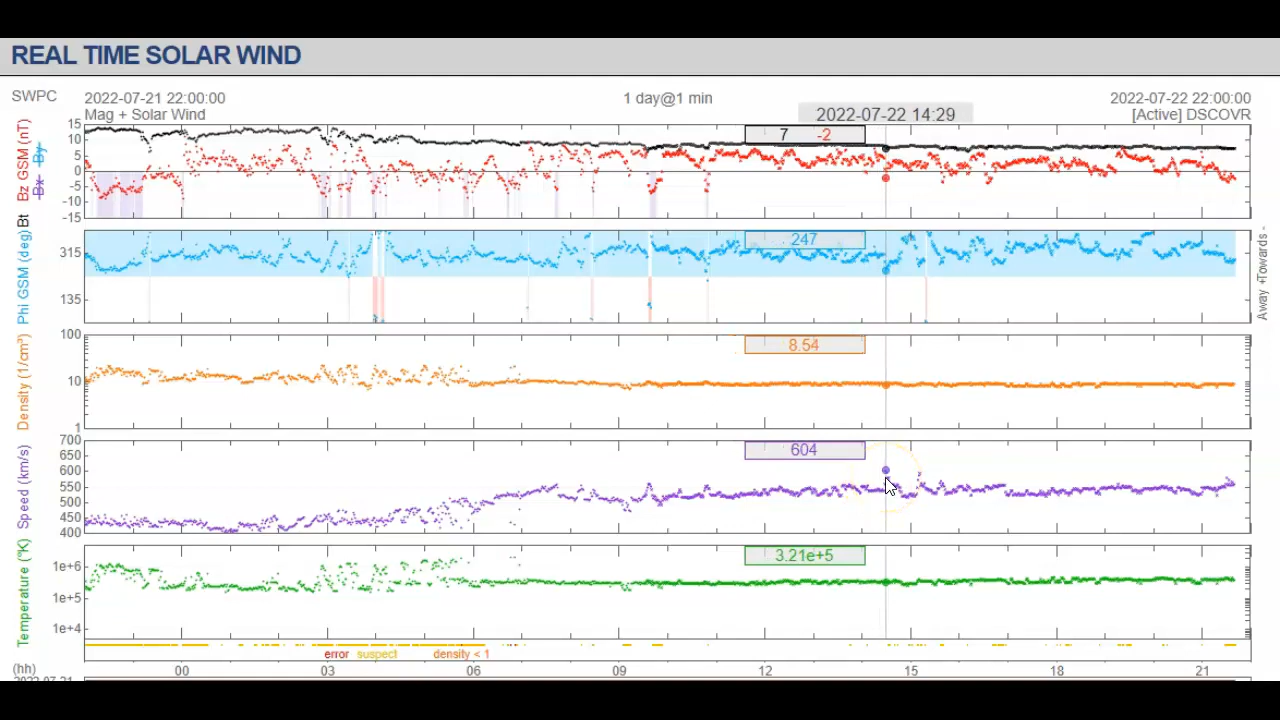 REAL TIME SOLAR WIND
SWPC
2022-07-21 22:00:00
1 day@1 min
2022-07-22 14:29
2022-07-22 22:00:00
Mag + Solar Wind
[Active] DSCOVR
Bz GSM (nT)
Bx By
Bt
15
10
5
0
-5
-10
-15
7 -2
Phi GSM (deg)
315
135
247
Away + Towards -
Density (1/cm³)
100
10
1
8.54
Speed (km/s)
700
650
600
550
500
450
400
604
Temperature (°K)
1e+6
1e+5
1e+4
3.21e+5
error suspect density < 1
(hh) 00 03 06 09 12 15 18 21